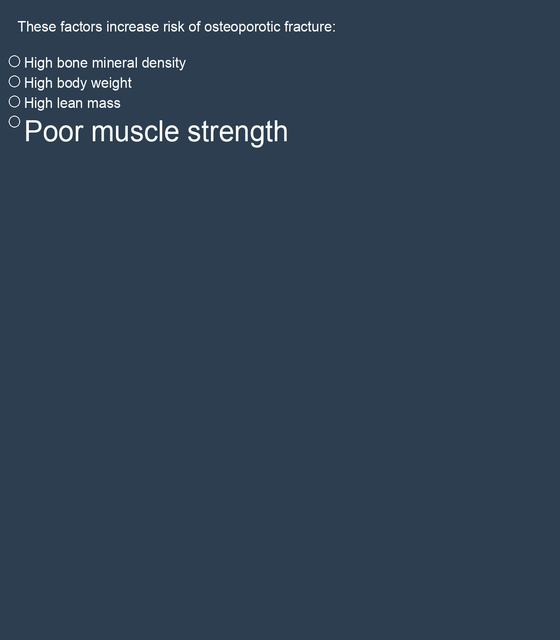 These factors increase risk of osteoporotic fracture:
High bone mineral density
High body weight
High lean mass
Poor muscle strength